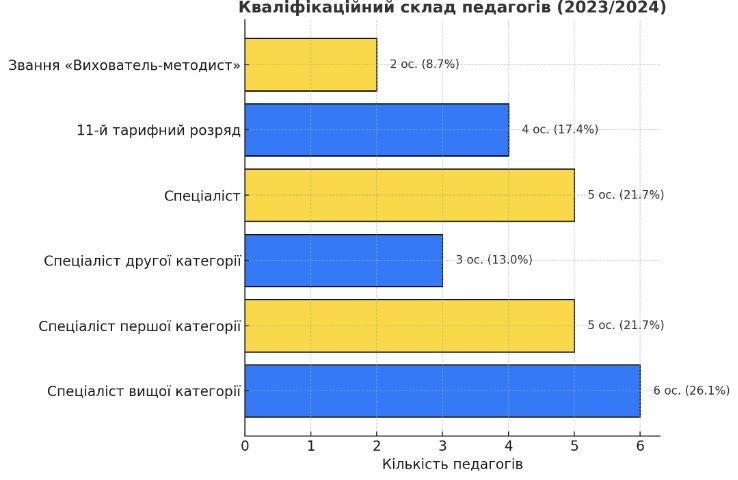 Кваліфікаційний склад педагогів (2023/2024)
Звання «Вихователь-методист» 2 ос. (8.7%)
11-й тарифний розряд 4 ос. (17.4%)
Спеціаліст 5 ос. (21.7%)
Спеціаліст другої категорії 3 ос. (13.0%)
Спеціаліст першої категорії 5 ос. (21.7%)
Спеціаліст вищої категорії 6 ос. (26.1%)
0 1 2 3 4 5 6
Кількість педагогів